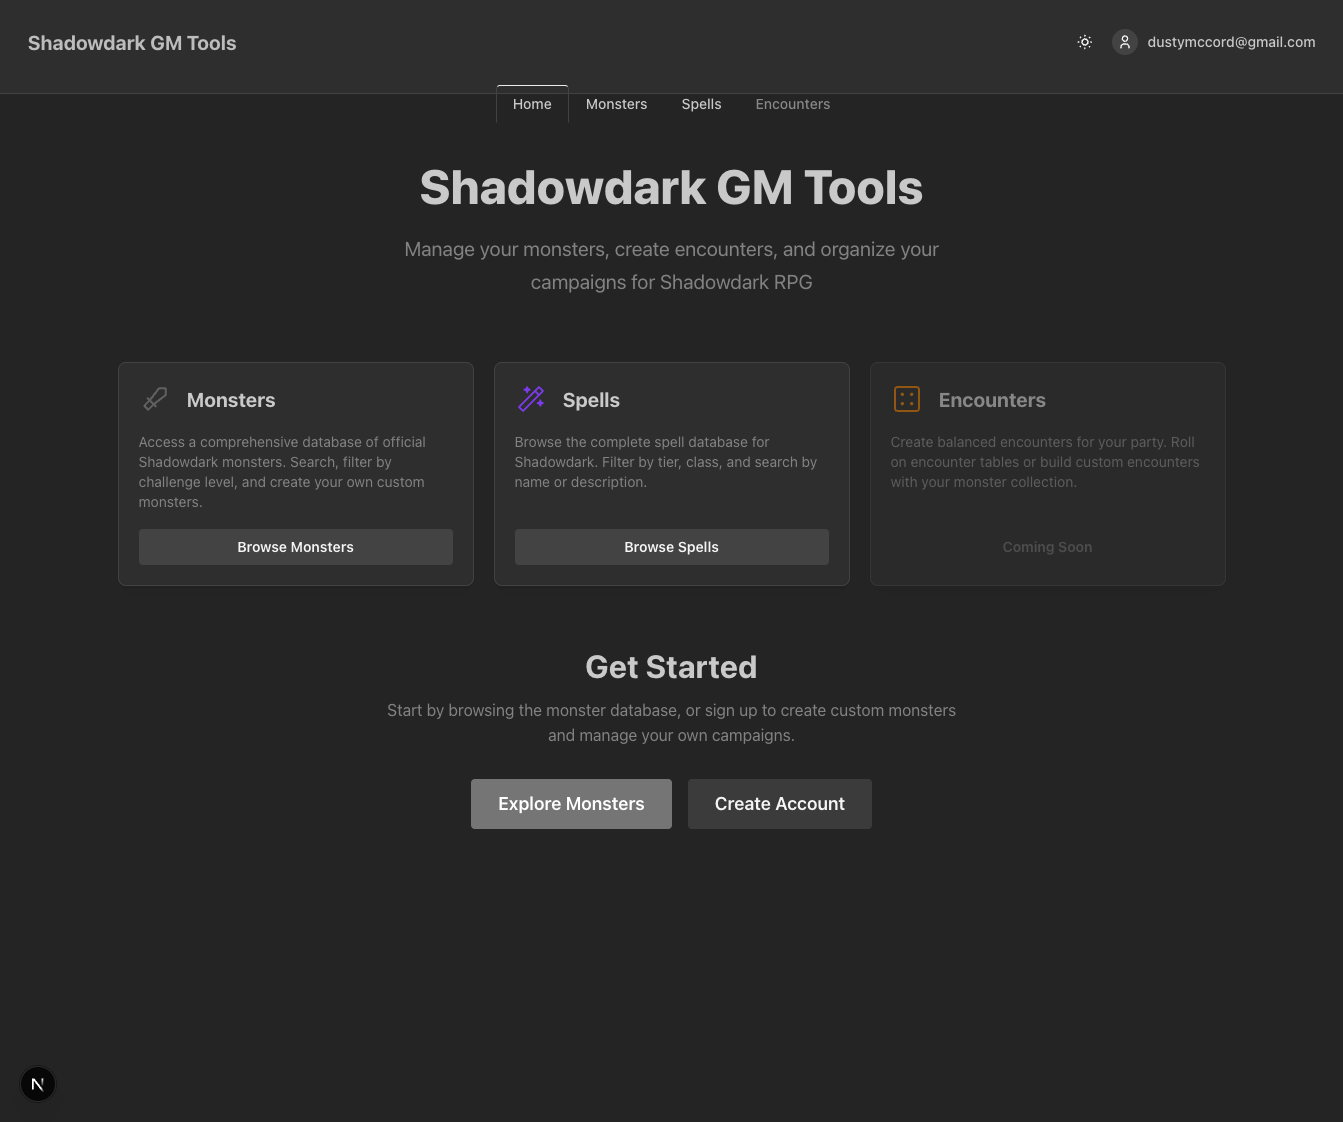 Shadowdark GM Tools
dustymccord@gmail.com
Home Monsters Spells Encounters
Shadowdark GM Tools
Manage your monsters, create encounters, and organize your
campaigns for Shadowdark RPG
Monsters
Access a comprehensive database of official
Shadowdark monsters. Search, filter by
challenge level, and create your own custom
monsters.
Browse Monsters
Spells
Browse the complete spell database for
Shadowdark. Filter by tier, class, and search by
name or description.
Browse Spells
Encounters
Create balanced encounters for your party. Roll
on encounter tables or build custom encounters
with your monster collection.
Coming Soon
Get Started
Start by browsing the monster database, or sign up to create custom monsters
and manage your own campaigns.
Explore Monsters
Create Account
N